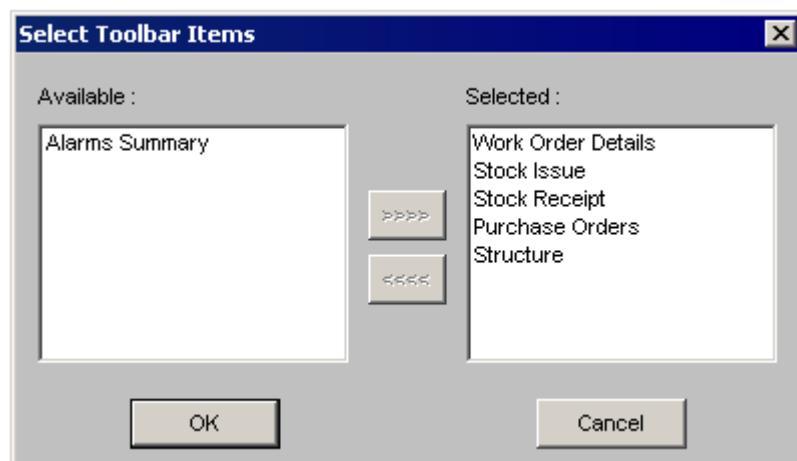 Select Toolbar Items
Available :
Selected :
Alarms Summary
Work Order Details
Stock Issue
Stock Receipt
Purchase Orders
Structure
>>>>
<<<<
OK
Cancel